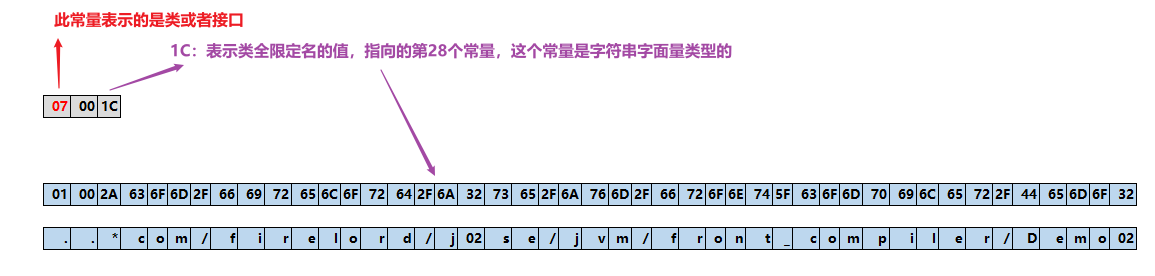 此常量表示的是类或者接口
1C：表示类全限定名的值，指向的第28个常量，这个常量是字符串字面量类型的
07 00 1C
01 00 2A 63 6F 6D 2F 66 69 72 65 6C 6F 72 64 2F 6A 32 73 65 2F 6A 76 6D 2F 66 72 6F 6E 74 5F 63 6F 6D 70 69 6C 65 72 2F 44 65 6D 6F 32
. . * c o m / f i r e l o r d / j 02 s e / j v m / f r o n t _ c o m p i l e r / D e m o 02